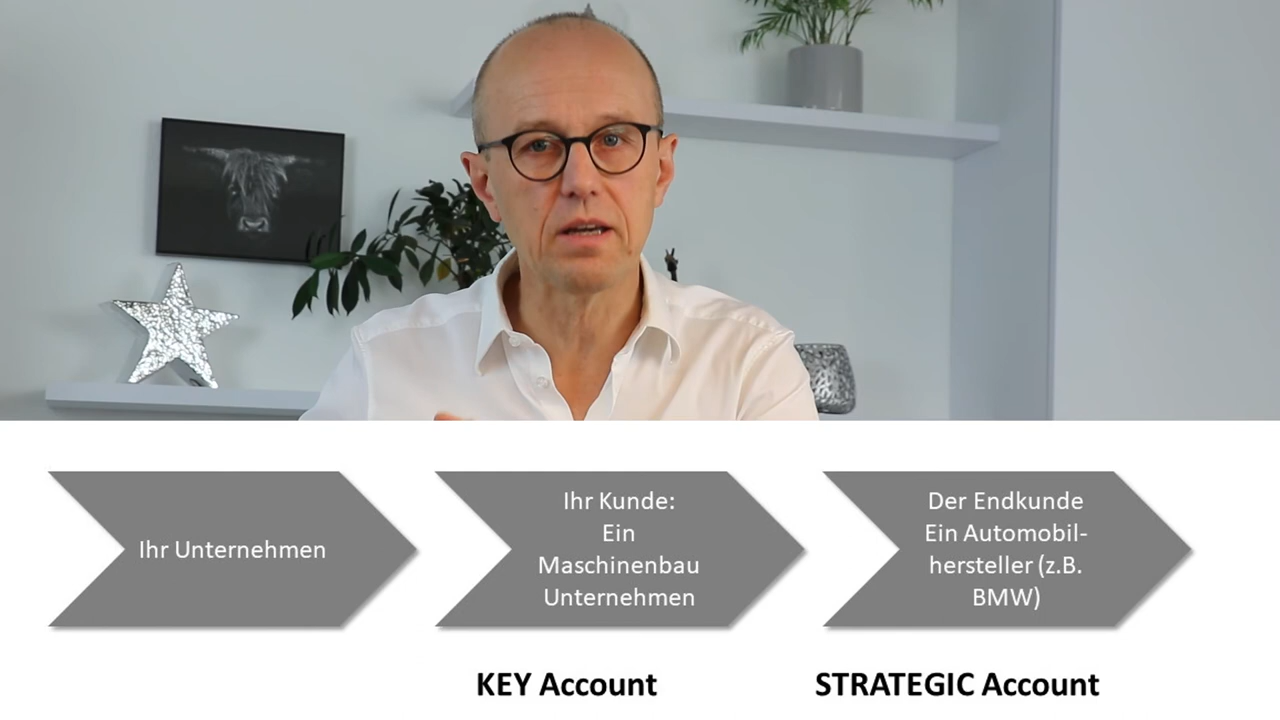 Ihr Unternehmen
Ihr Kunde:
Ein
Maschinenbau
Unternehmen
Der Endkunde
Ein Automobil-
hersteller (z.B.
BMW)
KEY Account
STRATEGIC Account